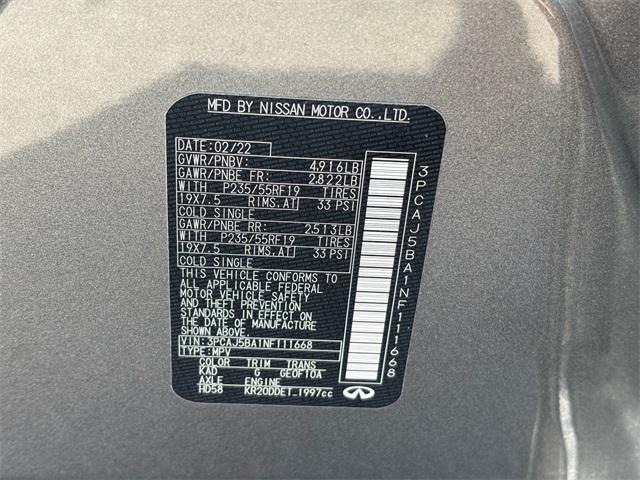 MFD BY NISSAN MOTOR CO.,LTD.
DATE: 02/22
GVWR/PNBV: 4,916LB
GAWR/PNBE FR: 2,822LB
WITH P235/55RF19 TIRES
19X7.5 RIMS.AT 33 PSI
COLD SINGLE
GAWR/PNBE RR: 2,513LB
WITH P235/55RF19 TIRES
19X7.5 RIMS.AT 33 PSI
COLD SINGLE
THIS VEHICLE CONFORMS TO
ALL APPLICABLE FEDERAL
MOTOR VEHICLE SAFETY
AND THEFT PREVENTION
STANDARDS IN EFFECT ON
THE DATE OF MANUFACTURE
SHOWN ABOVE.
VIN: 3PCAJ5BA1NF111668
TYPE: MPV
COLOR TRIM TRANS
KAD G GE0F10A
AXLE ENGINE
HD58 KR20DDET 1997cc
3PCAJ5BA1NF111668